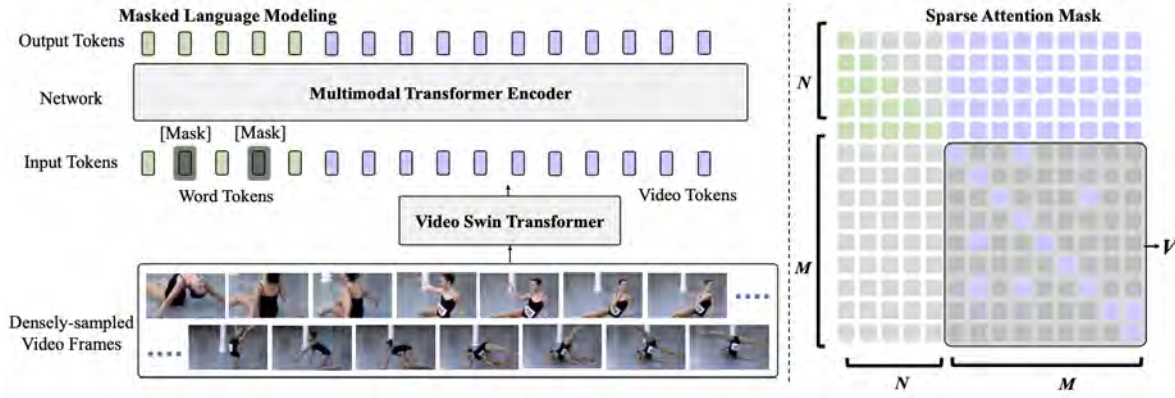 Masked Language Modeling
Output Tokens
Network
Multimodal Transformer Encoder
[Mask] [Mask]
Input Tokens
Word Tokens
Video Tokens
Video Swin Transformer
Densely-sampled
Video Frames
Sparse Attention Mask
N
M
V
N
M